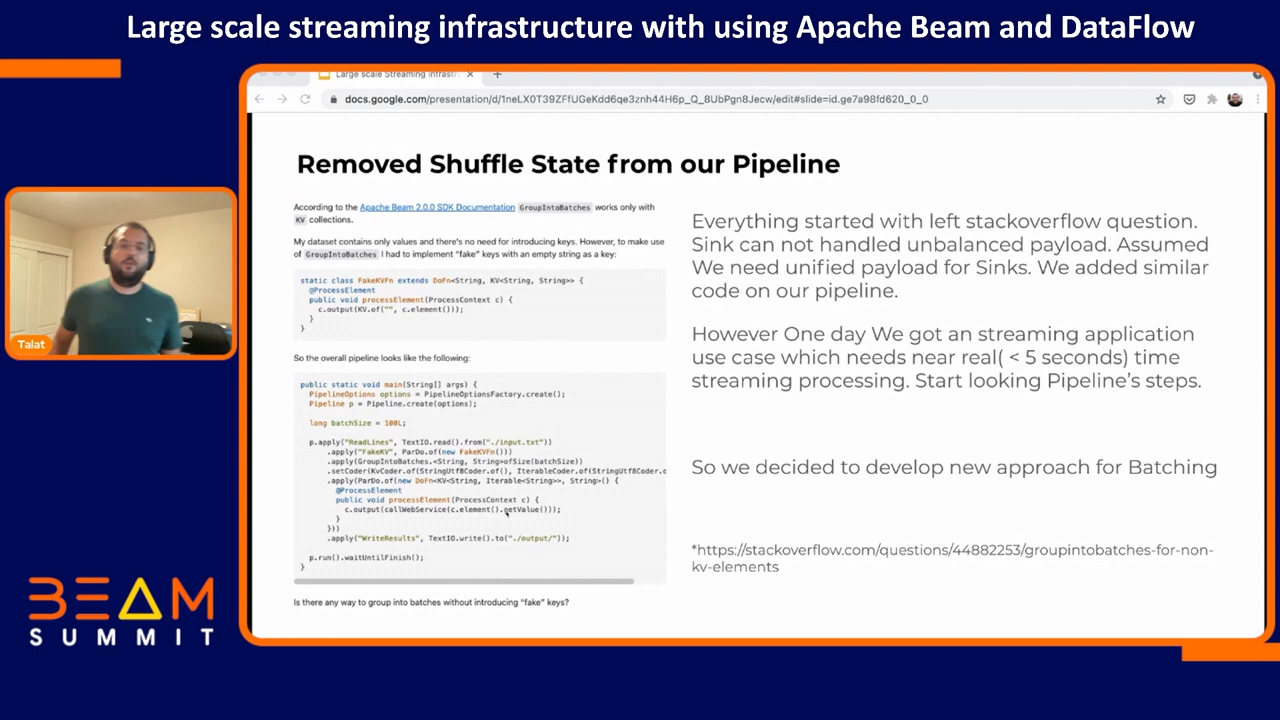 Large scale streaming infrastructure with using Apache Beam and DataFlow
Large scale Streaming Infrastr
docs.google.com/presentation/d/1neLX0T39ZFfUGeKdd6qe3znh44H6p_Q_8UbPgn8Jecw/edit#slide=id.ge7a98fd620_0_0
Removed Shuffle State from our Pipeline
According to the Apache Beam 2.0.0 SDK Documentation GroupIntoBatches works only with
KV collections.
My dataset contains only values and there's no need for introducing keys. However, to make use
of GroupIntoBatches I had to implement "fake" keys with an empty string as a key:
static class FakeKVFn extends DoFn<String, KV<String, String>> {
@ProcessElement
public void processElement(ProcessContext c) {
c.output(KV.of("", c.element()));
}
}
So the overall pipeline looks like the following:
public static void main(String[] args) {
PipelineOptions options = PipelineOptionsFactory.create();
Pipeline p = Pipeline.create(options);
long batchSize = 100L;
p.apply("ReadLines", TextIO.read().from("./input.txt"))
.apply("FakeKV", ParDo.of(new FakeKVFn()))
.apply(GroupIntoBatches.<String, String>ofSize(batchSize))
.setCoder(KvCoder.of(StringUtf8Coder.of(), IterableCoder.of(StringUtf8Coder.o
.apply(ParDo.of(new DoFn<KV<String, Iterable<String>>, String>() {
@ProcessElement
public void processElement(ProcessContext c) {
c.output(callWebService(c.element().getValue()));
}
}))
.apply("WriteResults", TextIO.write().to("./output/"));
p.run().waitUntilFinish();
}
Is there any way to group into batches without introducing "fake" keys?
Everything started with left stackoverflow question.
Sink can not handled unbalanced payload. Assumed
We need unified payload for Sinks. We added similar
code on our pipeline.
However One day We got an streaming application
use case which needs near real( < 5 seconds) time
streaming processing. Start looking Pipeline's steps.
So we decided to develop new approach for Batching
*https://stackoverflow.com/questions/44882253/groupintobatches-for-non-
kv-elements
Talat
BEAM
SUMMIT